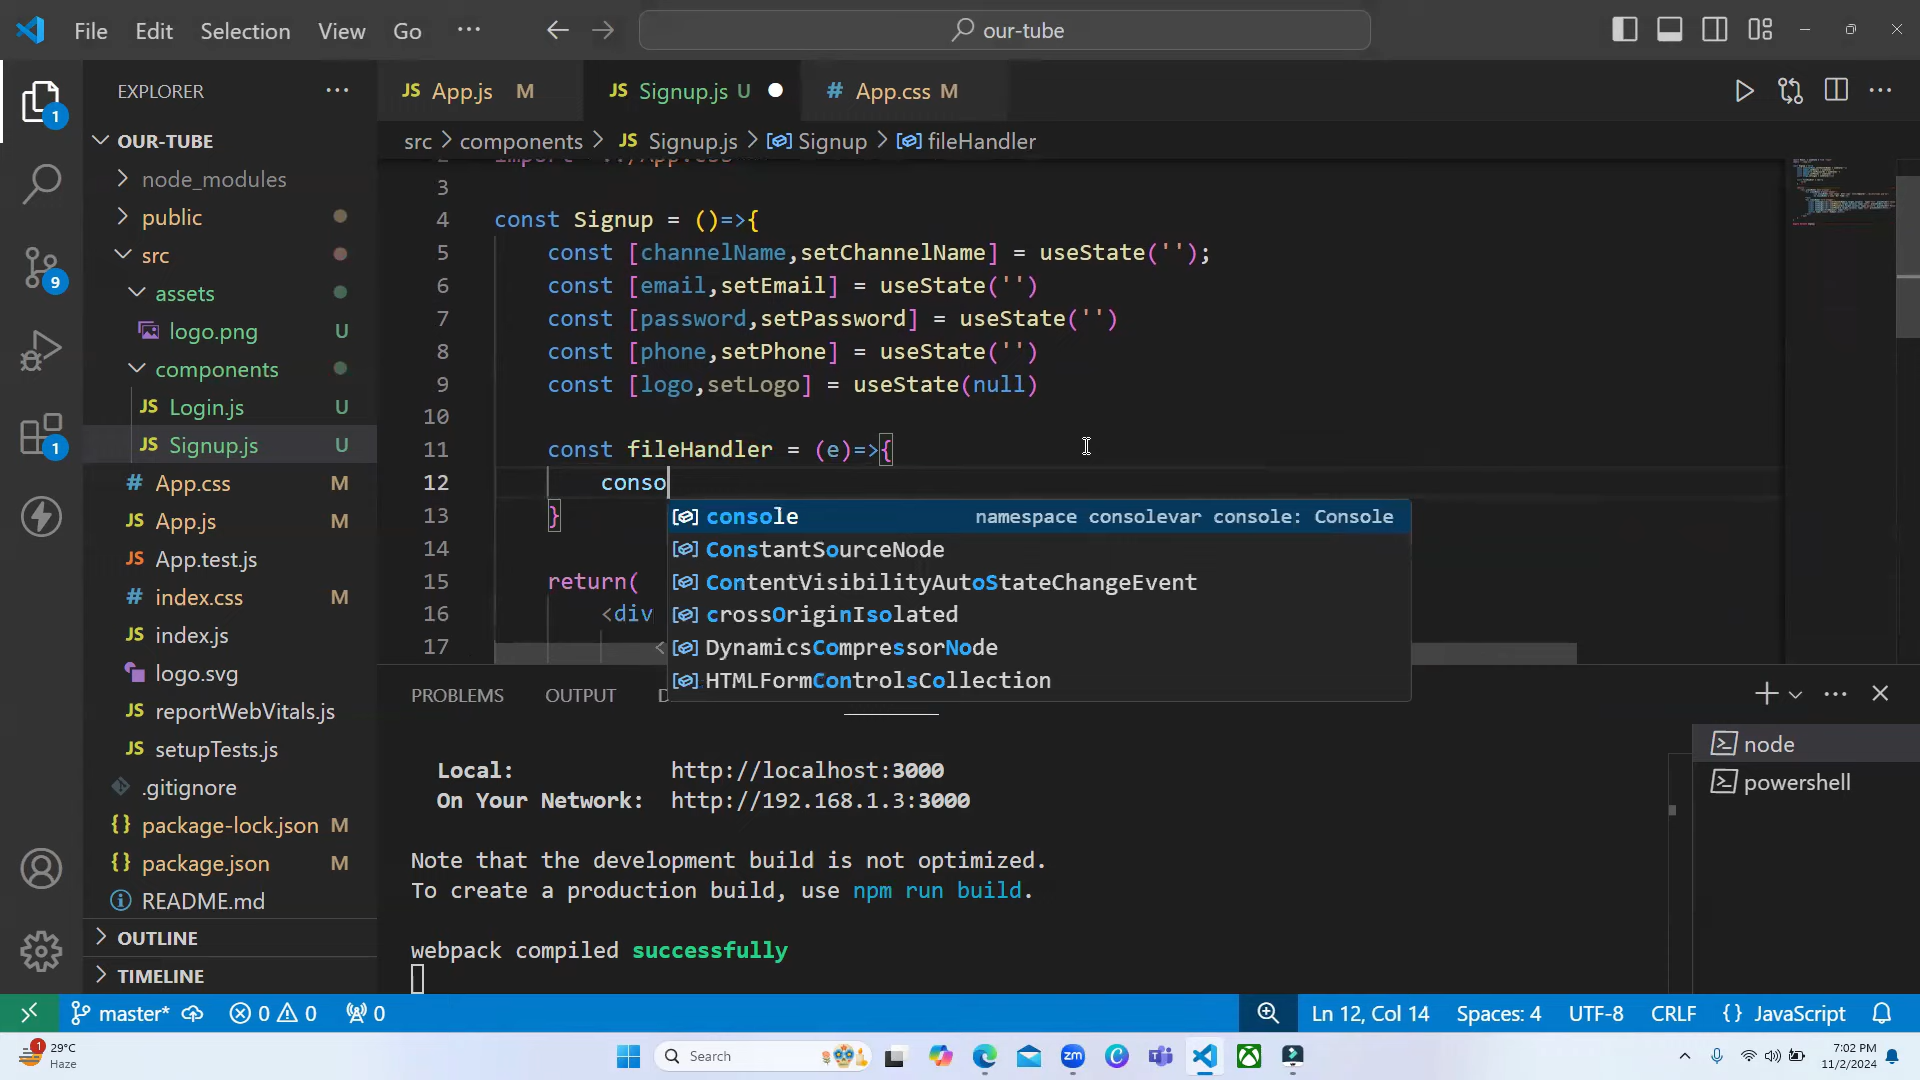 File Edit Selection View Go ··· our-tube
EXPLORER ···
OUR-TUBE
node_modules
public
src
assets
logo.png U
components
JS Login.js U
JS Signup.js U
# App.css M
JS App.js M
JS App.test.js
# index.css M
JS index.js
logo.svg
JS reportWebVitals.js
JS setupTests.js
.gitignore
{} package-lock.json M
{} package.json M
README.md
OUTLINE
TIMELINE
1
9
1
JS App.js M JS Signup.js U # App.css M
src > components > JS Signup.js > Signup > fileHandler
3
4 const Signup = ()=>{
5 const [channelName,setChannelName] = useState('');
6 const [email,setEmail] = useState('')
7 const [password,setPassword] = useState('')
8 const [phone,setPhone] = useState('')
9 const [logo,setLogo] = useState(null)
10
11 const fileHandler = (e)=>{
12 conso
13 }
14
15 return(
16 <div
17 <
console namespace consolevar console: Console
ConstantSourceNode
ContentVisibilityAutoStateChangeEvent
crossOriginIsolated
DynamicsCompressorNode
HTMLFormControlsCollection
PROBLEMS OUTPUT D
Local: http://localhost:3000
On Your Network: http://192.168.1.3:3000
Note that the development build is not optimized.
To create a production build, use npm run build.
webpack compiled successfully
node
powershell
master* 0 0 0 Ln 12, Col 14 Spaces: 4 UTF-8 CRLF {} JavaScript
1
29°C
Haze
Search
7:02 PM
11/2/2024